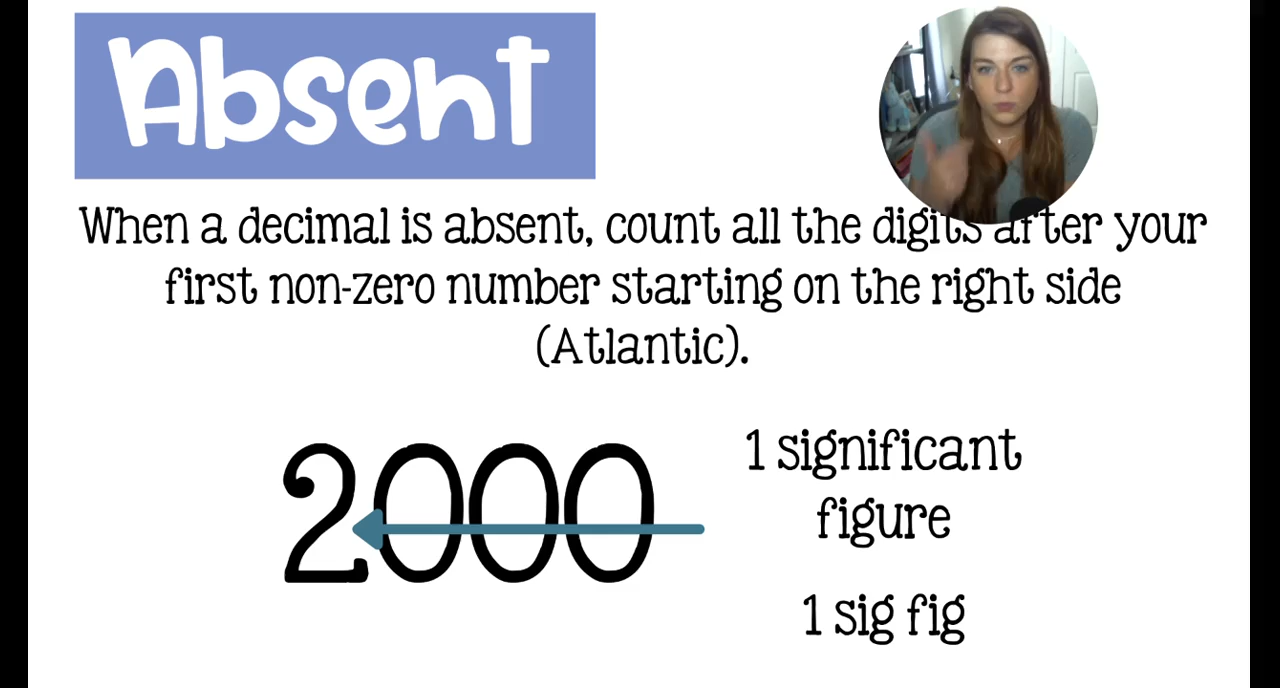 Absent
When a decimal is absent, count all the digits after your
first non-zero number starting on the right side
(Atlantic).
2000
1 significant
figure
1 sig fig